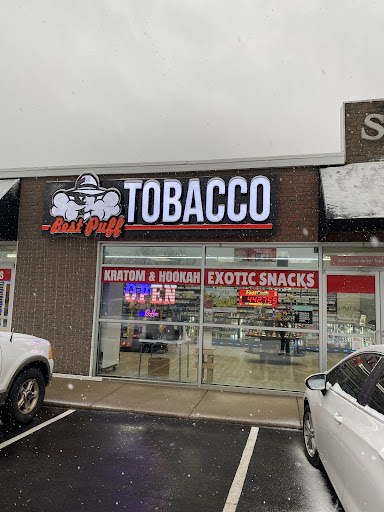 S
Best Puff
TOBACCO
KRATOM & HOOKAH
EXOTIC SNACKS
OPEN